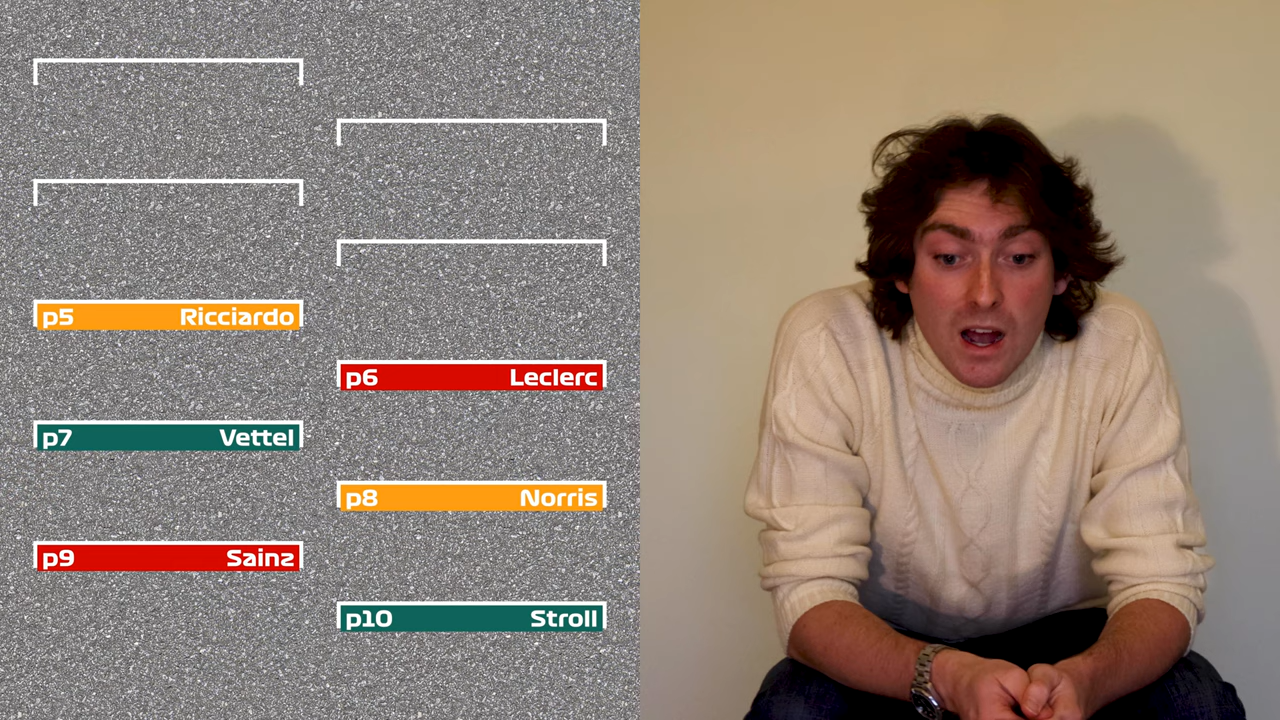 p5 Ricciardo
p6 Leclerc
p7 Vettel
p8 Norris
p9 Sainz
p10 Stroll